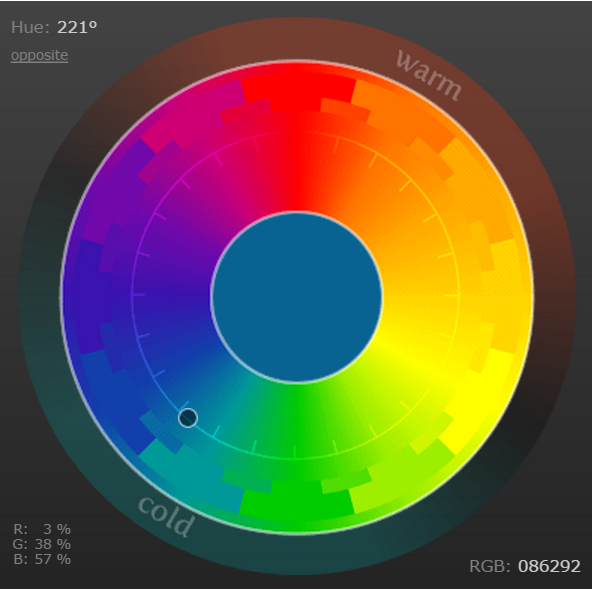 Hue: 221°
opposite
warm
cold
R: 3 %
G: 38 %
B: 57 %
RGB: 086292